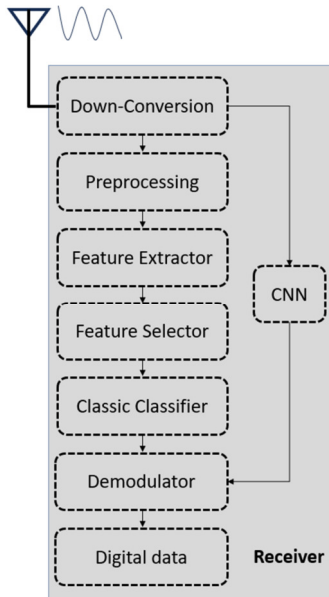 Down-Conversion
Preprocessing
Feature Extractor
CNN
Feature Selector
Classic Classifier
Demodulator
Digital data
Receiver